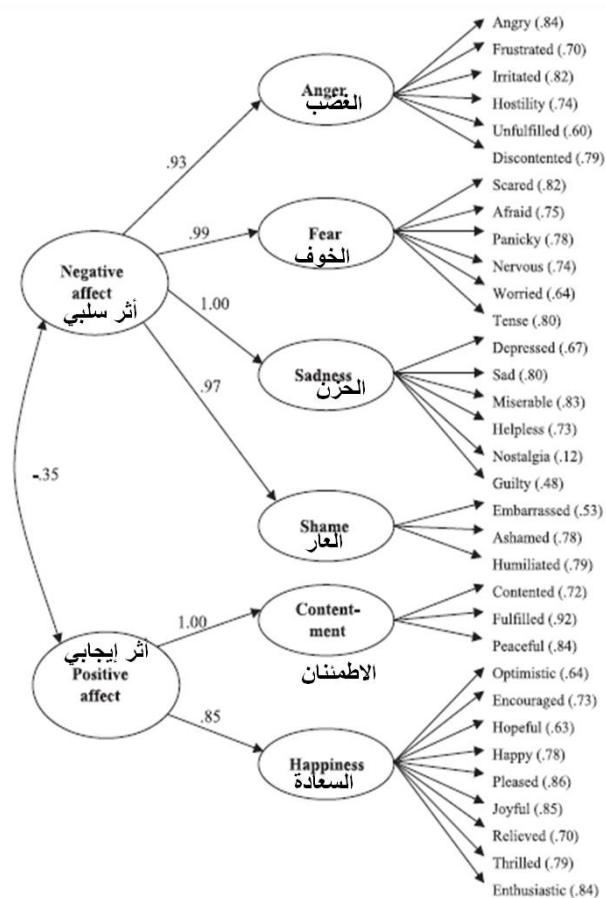 Angry (.84)
Frustrated (.70)
Irritated (.82)
Anger
الغضب
Hostility (.74)
Unfulfilled (.60)
Discontented (.79)
.93
Scared (.82)
Afraid (.75)
.99
Fear
الخوف
Panicky (.78)
Nervous (.74)
Worried (.64)
Tense (.80)
Negative
affect
أثر سلبي
1.00
Depressed (.67)
Sadness
الحزن
Sad (.80)
Miserable (.83)
Helpless (.73)
Nostalgia (.12)
Guilty (.48)
.97
-.35
Embarrassed (.53)
Shame
العار
Ashamed (.78)
Humiliated (.79)
Contented (.72)
1.00
Content-
ment
الاطمئنان
Fulfilled (.92)
Peaceful (.84)
أثر إيجابي
Positive
affect
.85
Optimistic (.64)
Encouraged (.73)
Hopeful (.63)
Happiness
السعادة
Happy (.78)
Pleased (.86)
Joyful (.85)
Relieved (.70)
Thrilled (.79)
Enthusiastic (.84)